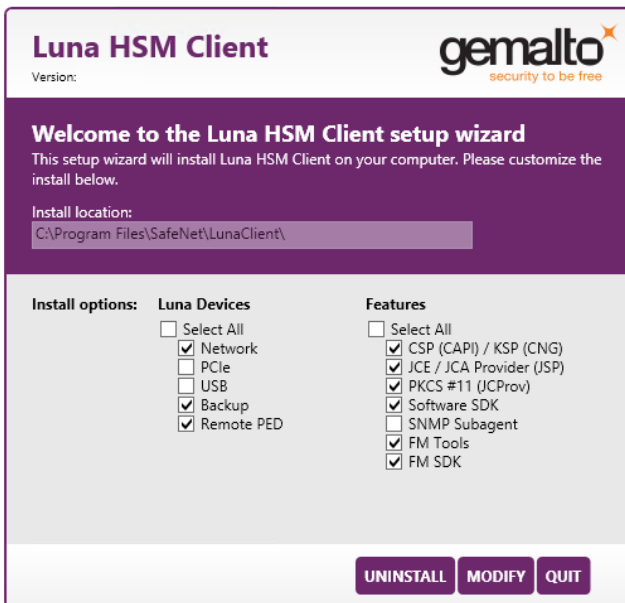 Luna HSM Client
Version:
gemalto
security to be free
Welcome to the Luna HSM Client setup wizard
This setup wizard will install Luna HSM Client on your computer. Please customize the
install below.
Install location:
C:\Program Files\SafeNet\LunaClient\
Install options:
Luna Devices
Select All
Network
PCIe
USB
Backup
Remote PED
Features
Select All
CSP (CAPI) / KSP (CNG)
JCE / JCA Provider (JSP)
PKCS #11 (JCProv)
Software SDK
SNMP Subagent
FM Tools
FM SDK
UNINSTALL
MODIFY
QUIT